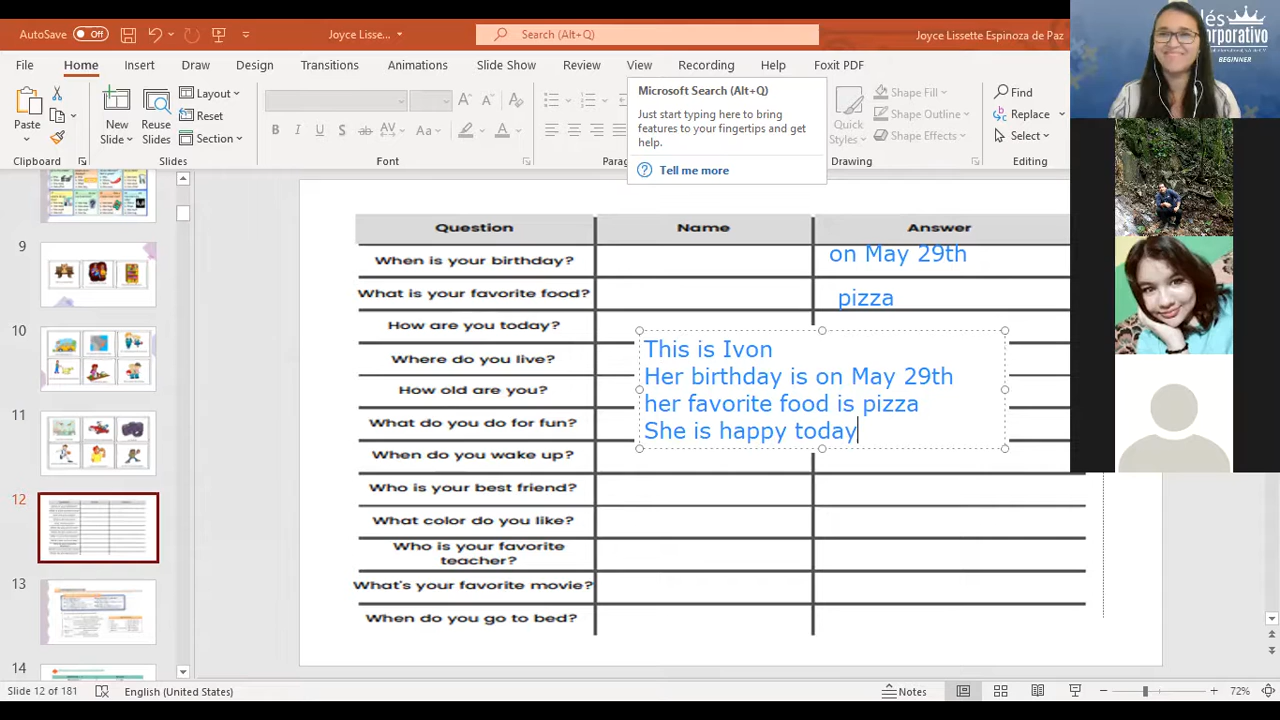 AutoSave Off
Joyce Lisse...
Search (Alt+Q)
Joyce Lissette Espinoza de Paz
File Home Insert Draw Design Transitions Animations Slide Show Review View Recording Help Foxit PDF
Paste
New Slide
Reuse Slides
Layout
Reset
Section
B I U S ab AV Aa A
Quick Styles
Shape Fill
Shape Outline
Shape Effects
Find
Replace
Select
Clipboard Slides Font Parag Drawing Editing
Microsoft Search (Alt+Q)
Just start typing here to bring
features to your fingertips and get
help.
Tell me more
9
10
11
12
13
14
Question Name Answer
When is your birthday? on May 29th
What is your favorite food? pizza
How are you today?
Where do you live?
How old are you?
What do you do for fun?
When do you wake up?
Who is your best friend?
What color do you like?
Who is your favorite
teacher?
What's your favorite movie?
When do you go to bed?
This is Ivon
Her birthday is on May 29th
her favorite food is pizza
She is happy today
lés
orporativo
BEGINNER
Slide 12 of 181 English (United States) Notes 72%